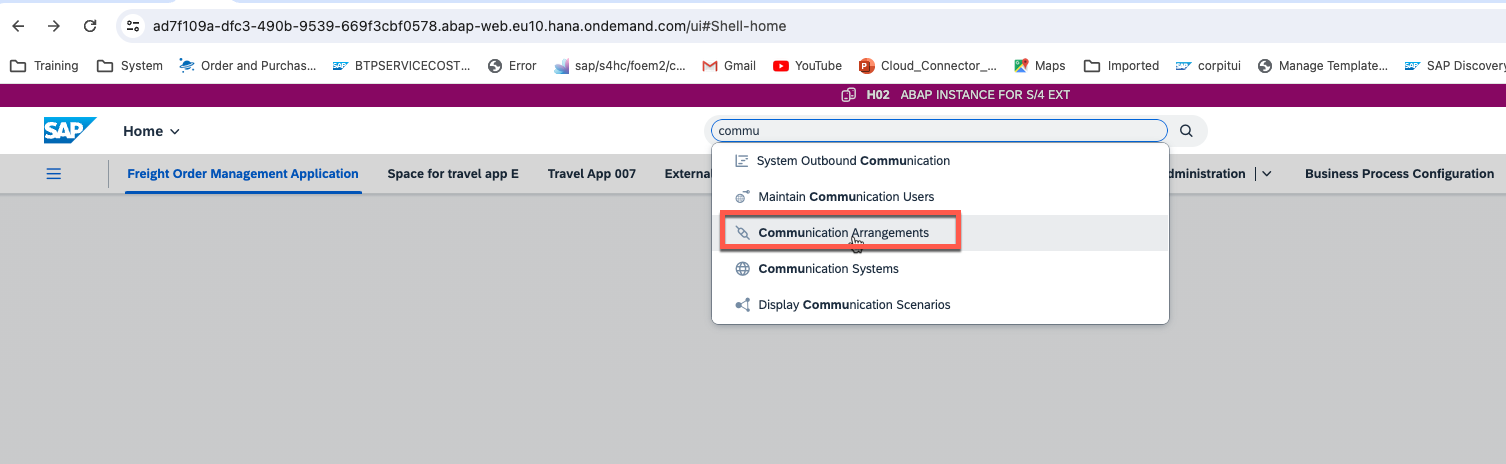 ad7f109a-dfc3-490b-9539-669f3cbf0578.abap-web.eu10.hana.ondemand.com/ui#Shell-home
Training System Order and Purchas... SAP BTPSERVICECOST... Error sap/s4hc/foem2/c... Gmail YouTube Cloud_Connector_... Maps Imported SAP corpitui Manage Template... SAP SAP Discovery
H02 ABAP INSTANCE FOR S/4 EXT
SAP Home commu
Freight Order Management Application Space for travel app E Travel App 007 Externa dministration Business Process Configuration
System Outbound Communication
Maintain Communication Users
Communication Arrangements
Communication Systems
Display Communication Scenarios